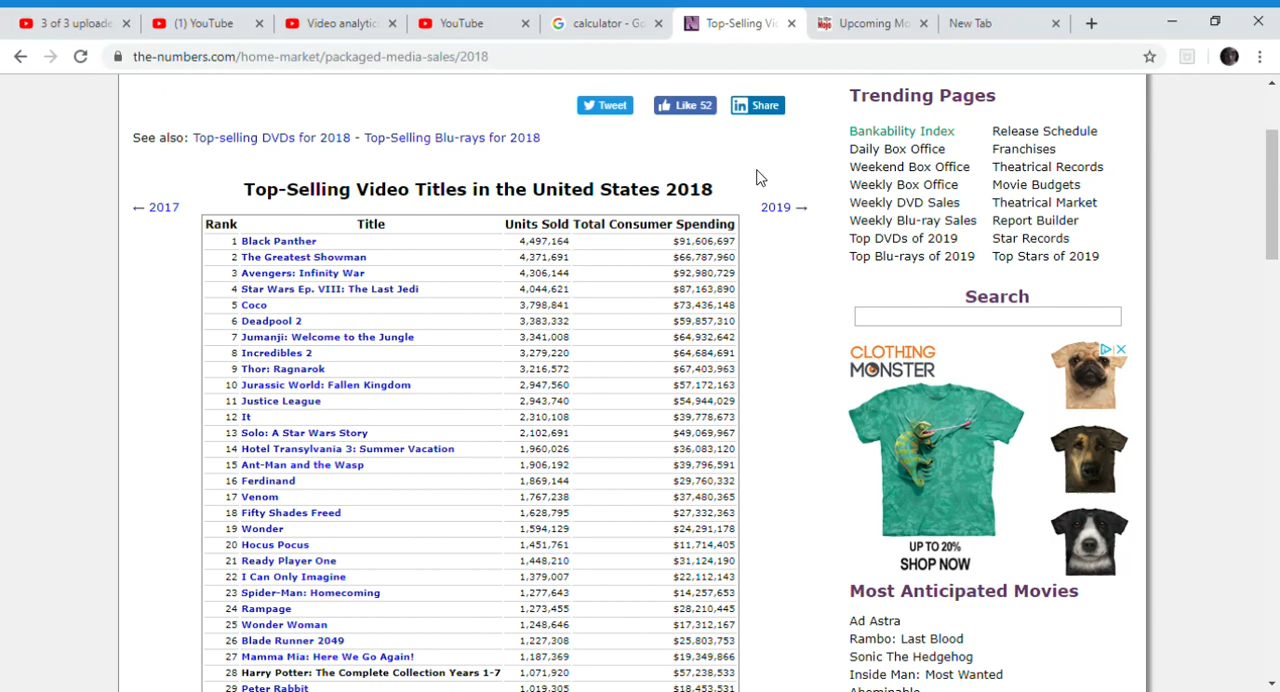 3 of 3 uploade
(1) YouTube
Video analytic
YouTube
calculator - Go
Top-Selling Vi
Upcoming Mo
New Tab
the-numbers.com/home-market/packaged-media-sales/2018
Tweet
Like 52
in Share
See also: Top-selling DVDs for 2018 - Top-Selling Blu-rays for 2018
Top-Selling Video Titles in the United States 2018
← 2017
2019 →
Rank Title Units Sold Total Consumer Spending
1 Black Panther 4,497,164 $91,606,697
2 The Greatest Showman 4,371,691 $66,787,960
3 Avengers: Infinity War 4,306,144 $92,980,729
4 Star Wars Ep. VIII: The Last Jedi 4,044,621 $87,163,890
5 Coco 3,798,841 $73,436,148
6 Deadpool 2 3,383,332 $59,857,310
7 Jumanji: Welcome to the Jungle 3,341,008 $64,932,642
8 Incredibles 2 3,279,220 $64,684,691
9 Thor: Ragnarok 3,216,572 $67,403,963
10 Jurassic World: Fallen Kingdom 2,947,560 $57,172,163
11 Justice League 2,943,740 $54,944,029
12 It 2,310,108 $39,778,673
13 Solo: A Star Wars Story 2,102,691 $49,069,967
14 Hotel Transylvania 3: Summer Vacation 1,960,026 $36,083,120
15 Ant-Man and the Wasp 1,906,192 $39,796,591
16 Ferdinand 1,869,144 $29,760,332
17 Venom 1,767,238 $37,480,365
18 Fifty Shades Freed 1,628,795 $27,332,363
19 Wonder 1,594,129 $24,291,178
20 Hocus Pocus 1,451,761 $11,714,405
21 Ready Player One 1,448,210 $31,124,190
22 I Can Only Imagine 1,379,007 $22,112,143
23 Spider-Man: Homecoming 1,277,643 $14,257,653
24 Rampage 1,273,455 $28,210,445
25 Wonder Woman 1,248,646 $17,312,167
26 Blade Runner 2049 1,227,308 $25,803,753
27 Mamma Mia: Here We Go Again! 1,187,369 $19,349,866
28 Harry Potter: The Complete Collection Years 1-7 1,071,920 $57,238,533
29 Peter Rabbit 1,019,305 $18,453,531
Trending Pages
Bankability Index Release Schedule
Daily Box Office Franchises
Weekend Box Office Theatrical Records
Weekly Box Office Movie Budgets
Weekly DVD Sales Theatrical Market
Weekly Blu-ray Sales Report Builder
Top DVDs of 2019 Star Records
Top Blu-rays of 2019 Top Stars of 2019
Search
CLOTHING
MONSTER
UP TO 20%
SHOP NOW
Most Anticipated Movies
Ad Astra
Rambo: Last Blood
Sonic The Hedgehog
Inside Man: Most Wanted
Abominable